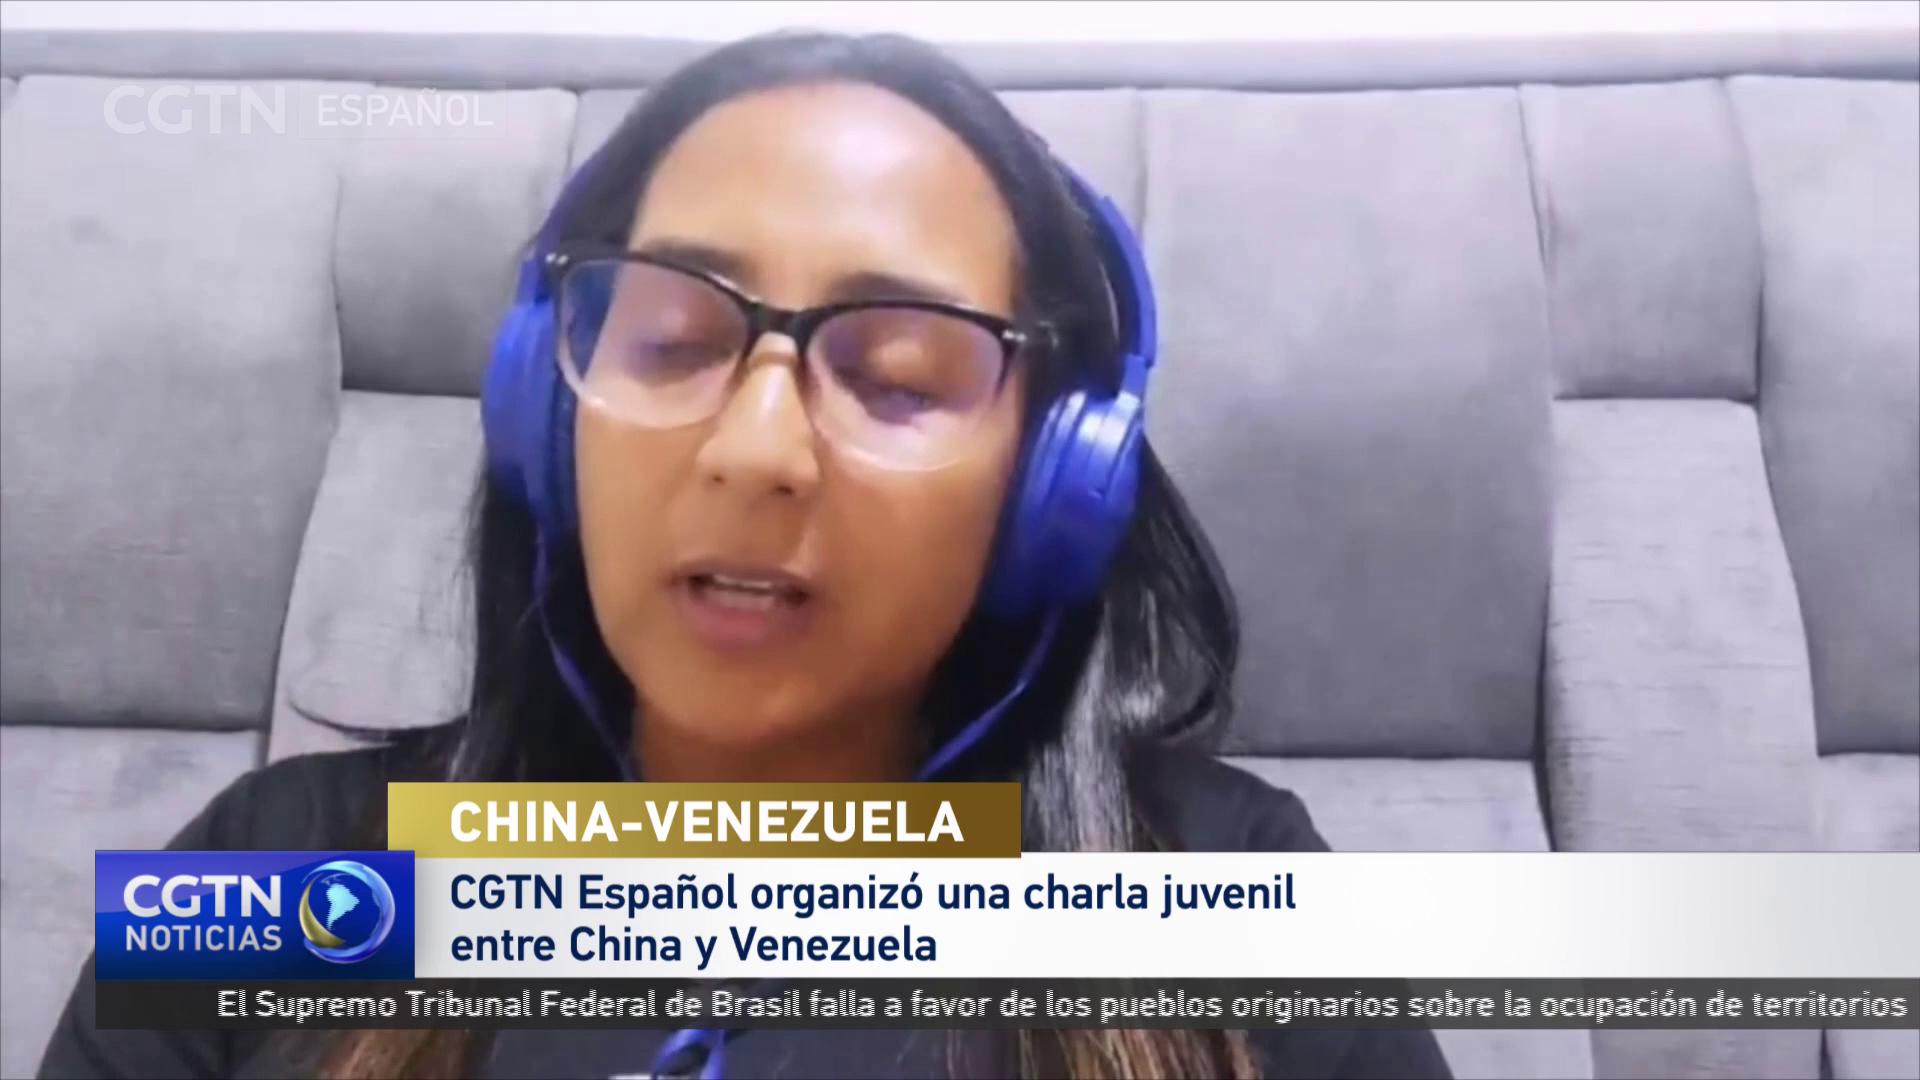 CGTN ESPAÑOL
CHINA-VENEZUELA
CGTN
NOTICIAS
CGTN Español organizó una charla juvenil
entre China y Venezuela
El Supremo Tribunal Federal de Brasil falla a favor de los pueblos originarios sobre la ocupación de territorios